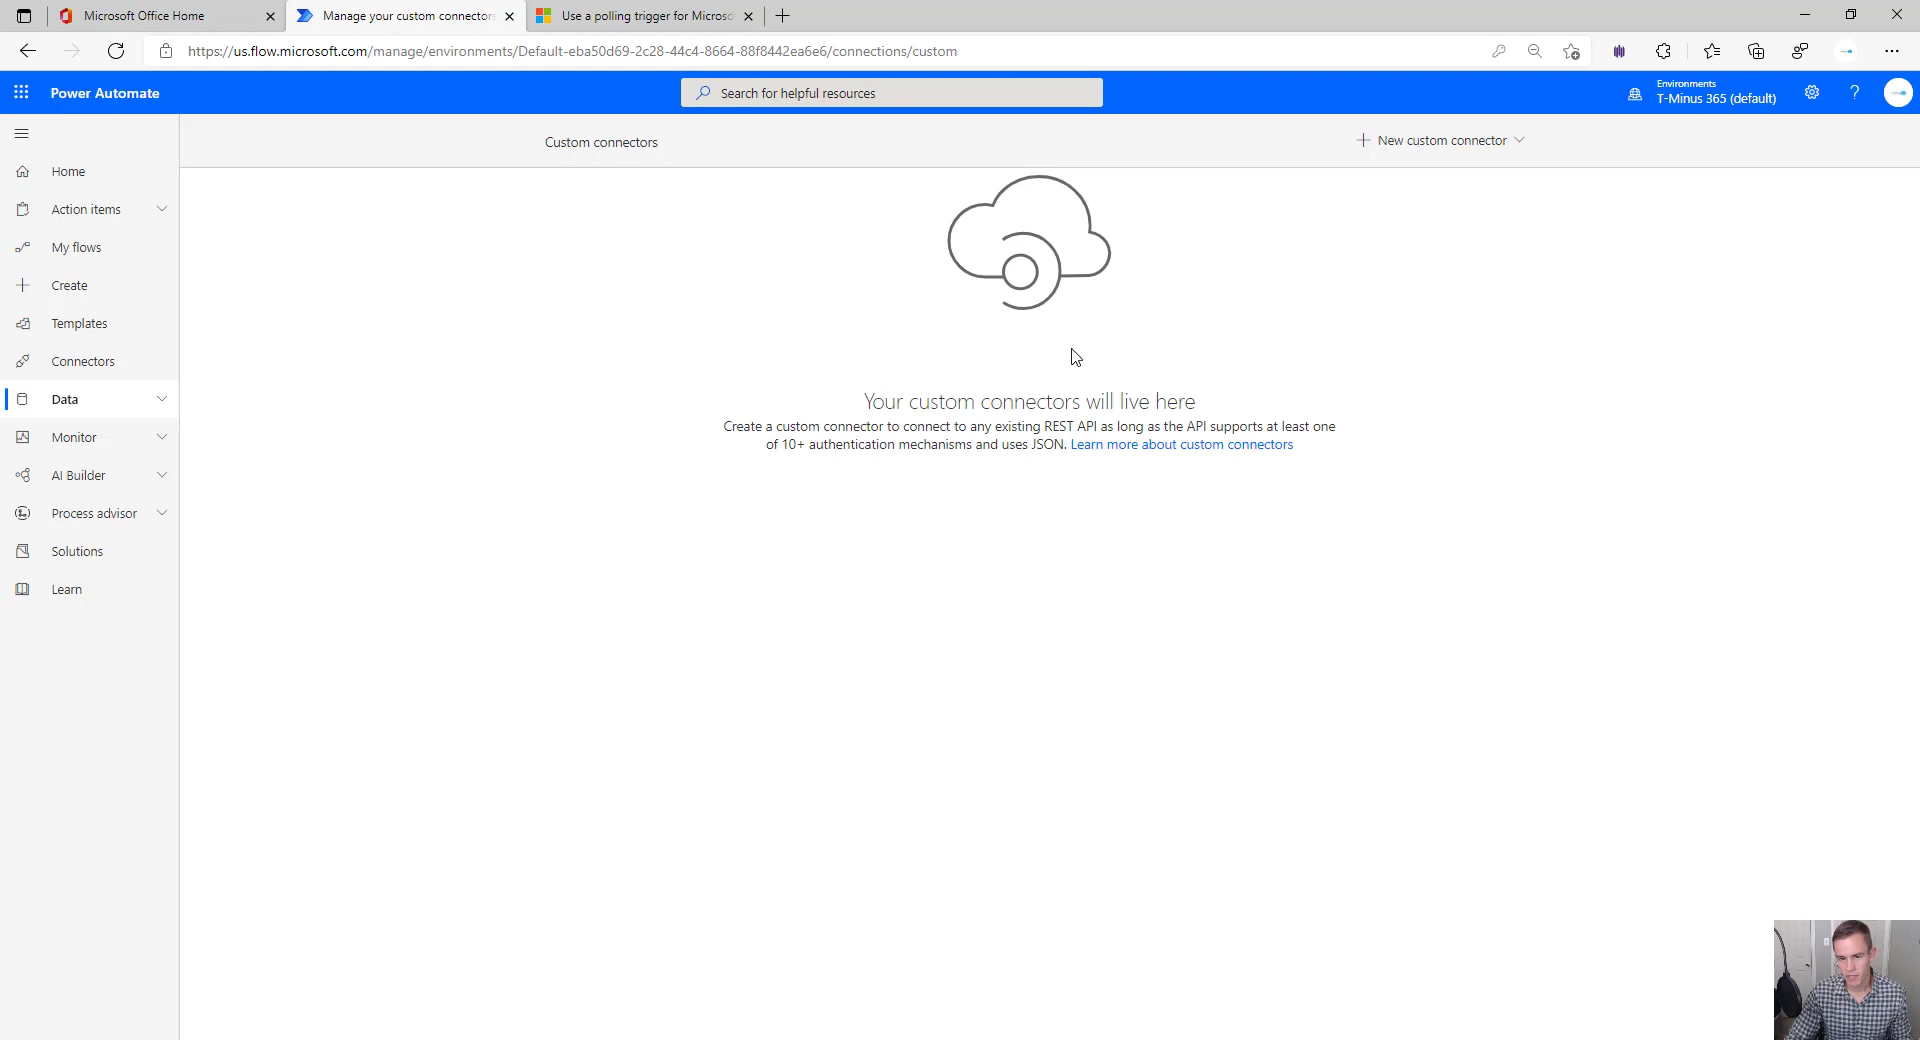 Microsoft Office Home
Manage your custom connectors
Use a polling trigger for Microso
https://us.flow.microsoft.com/manage/environments/Default-eba50d69-2c28-44c4-8664-88f8442ea6e6/connections/custom
Power Automate
Search for helpful resources
Environments
T-Minus 365 (default)
?
Custom connectors
New custom connector
Home
Action items
My flows
Create
Templates
Connectors
Data
Monitor
AI Builder
Process advisor
Solutions
Learn
Your custom connectors will live here
Create a custom connector to connect to any existing REST API as long as the API supports at least one
of 10+ authentication mechanisms and uses JSON. Learn more about custom connectors